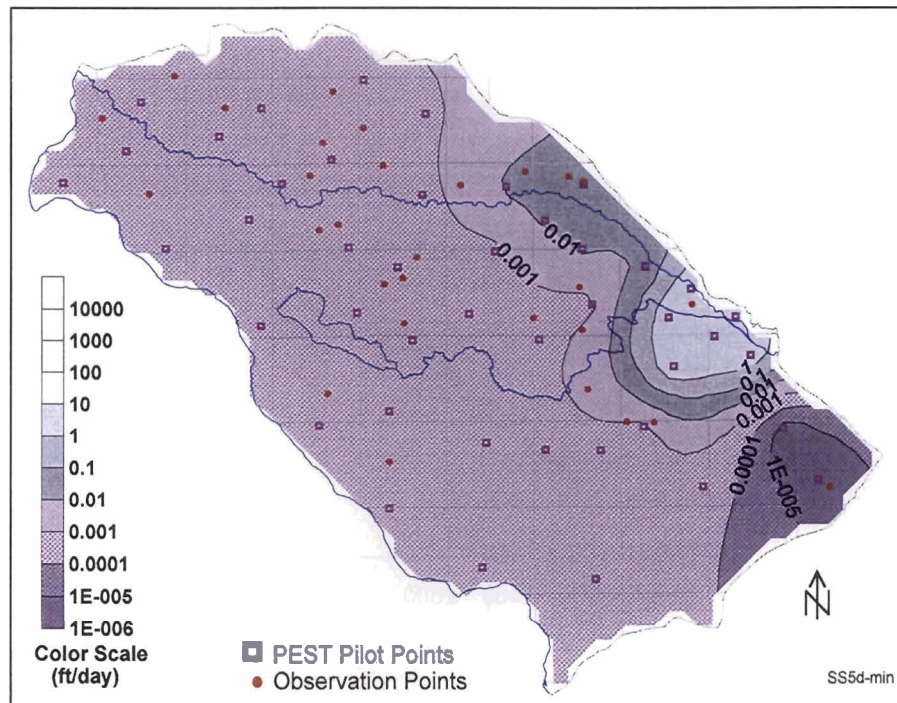 0.01
0.001
1
0.1
0.01
0.001
0.0001
1E-005
10000
1000
100
10
1
0.1
0.01
0.001
0.0001
1E-005
1E-006
Color Scale
(ft/day)
PEST Pilot Points
Observation Points
N
SS5d-min